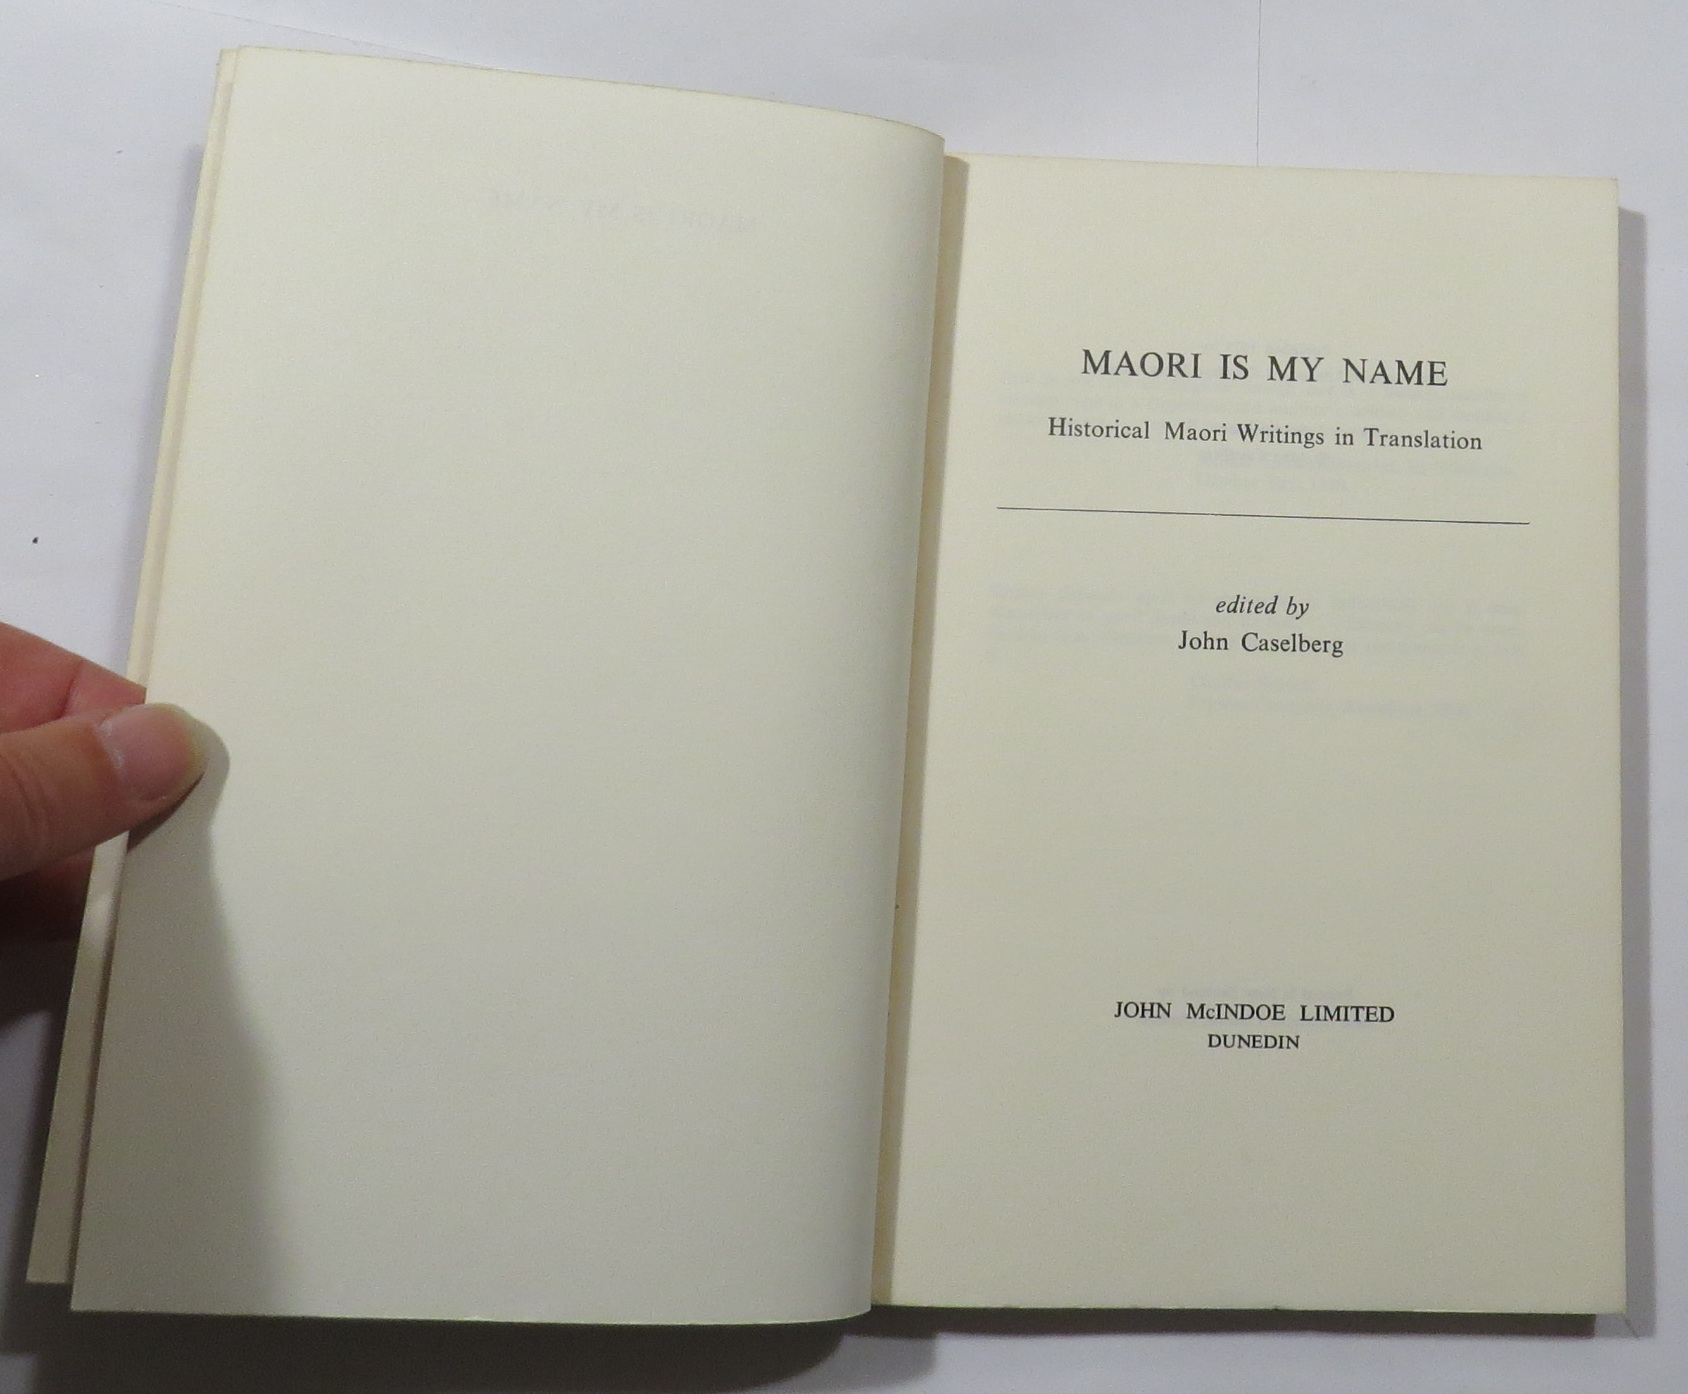 MAORI IS MY NAME
Historical Maori Writings in Translation
edited by
John Caselberg
JOHN McINDOE LIMITED
DUNEDIN